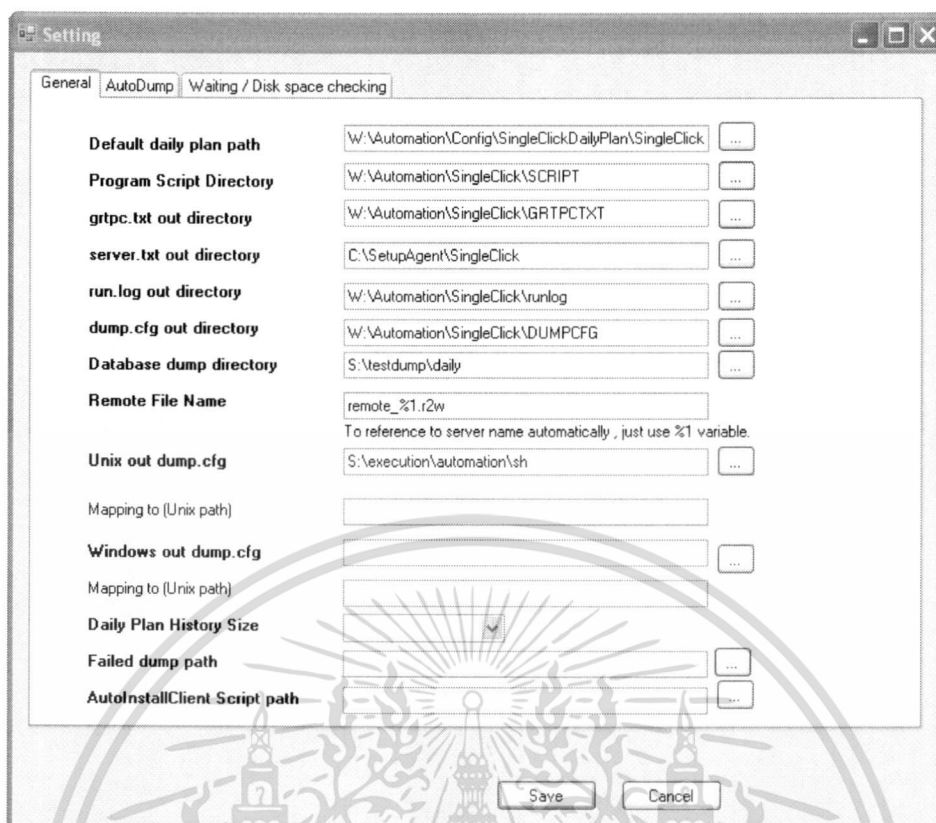 Setting
General AutoDump Waiting / Disk space checking
Default daily plan path W:\Automation\Config\SingleClickDailyPlan\SingleClick ...
Program Script Directory W:\Automation\SingleClick\SCRIPT ...
grtpc.txt out directory W:\Automation\SingleClick\GRTPCTXT ...
server.txt out directory C:\SetupAgent\SingleClick ...
run.log out directory W:\Automation\SingleClick\runlog ...
dump.cfg out directory W:\Automation\SingleClick\DUMPCFG ...
Database dump directory S:\testdump\daily ...
Remote File Name remote_%1.r2w
To reference to server name automatically , just use %1 variable.
Unix out dump.cfg S:\execution\automation\sh ...
Mapping to (Unix path)
Windows out dump.cfg ...
Mapping to (Unix path)
Daily Plan History Size
Failed dump path ...
AutoInstallClient Script path ...
Save Cancel